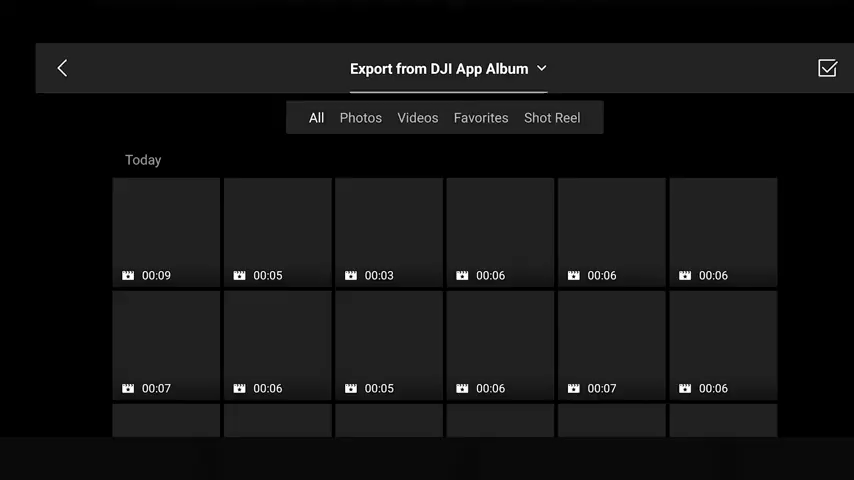 Export from DJI App Album
All Photos Videos Favorites Shot Reel
Today
00:09 00:05 00:03 00:06 00:06 00:06
00:07 00:06 00:05 00:06 00:07 00:06